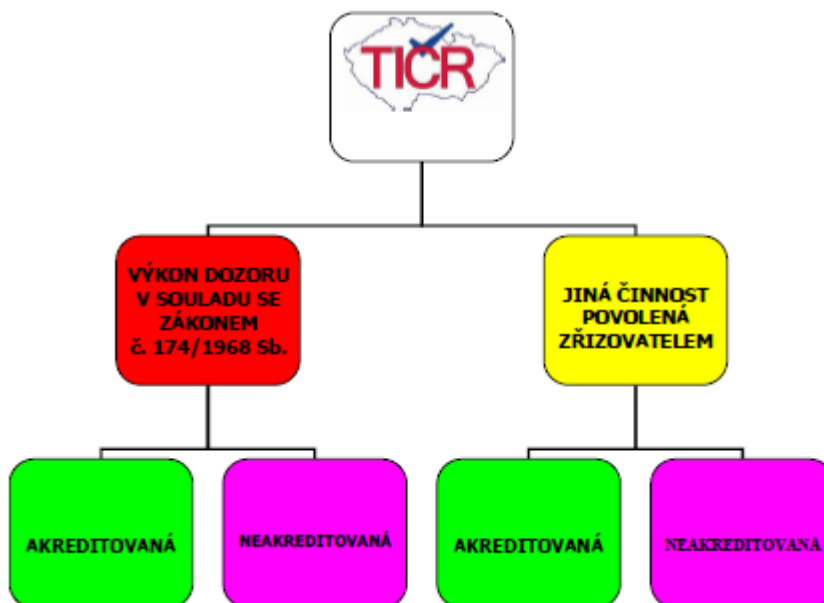 TIČR
VÝKON DOZORU
V SOULADU SE
ZÁKONEM
č. 174/1968 Sb.
JINÁ ČINNOST
POVOLENÁ
ZŘIZOVATELEM
AKREDITOVANÁ
NEAKREDITOVANÁ
AKREDITOVANÁ
NEAKREDITOVANÁ